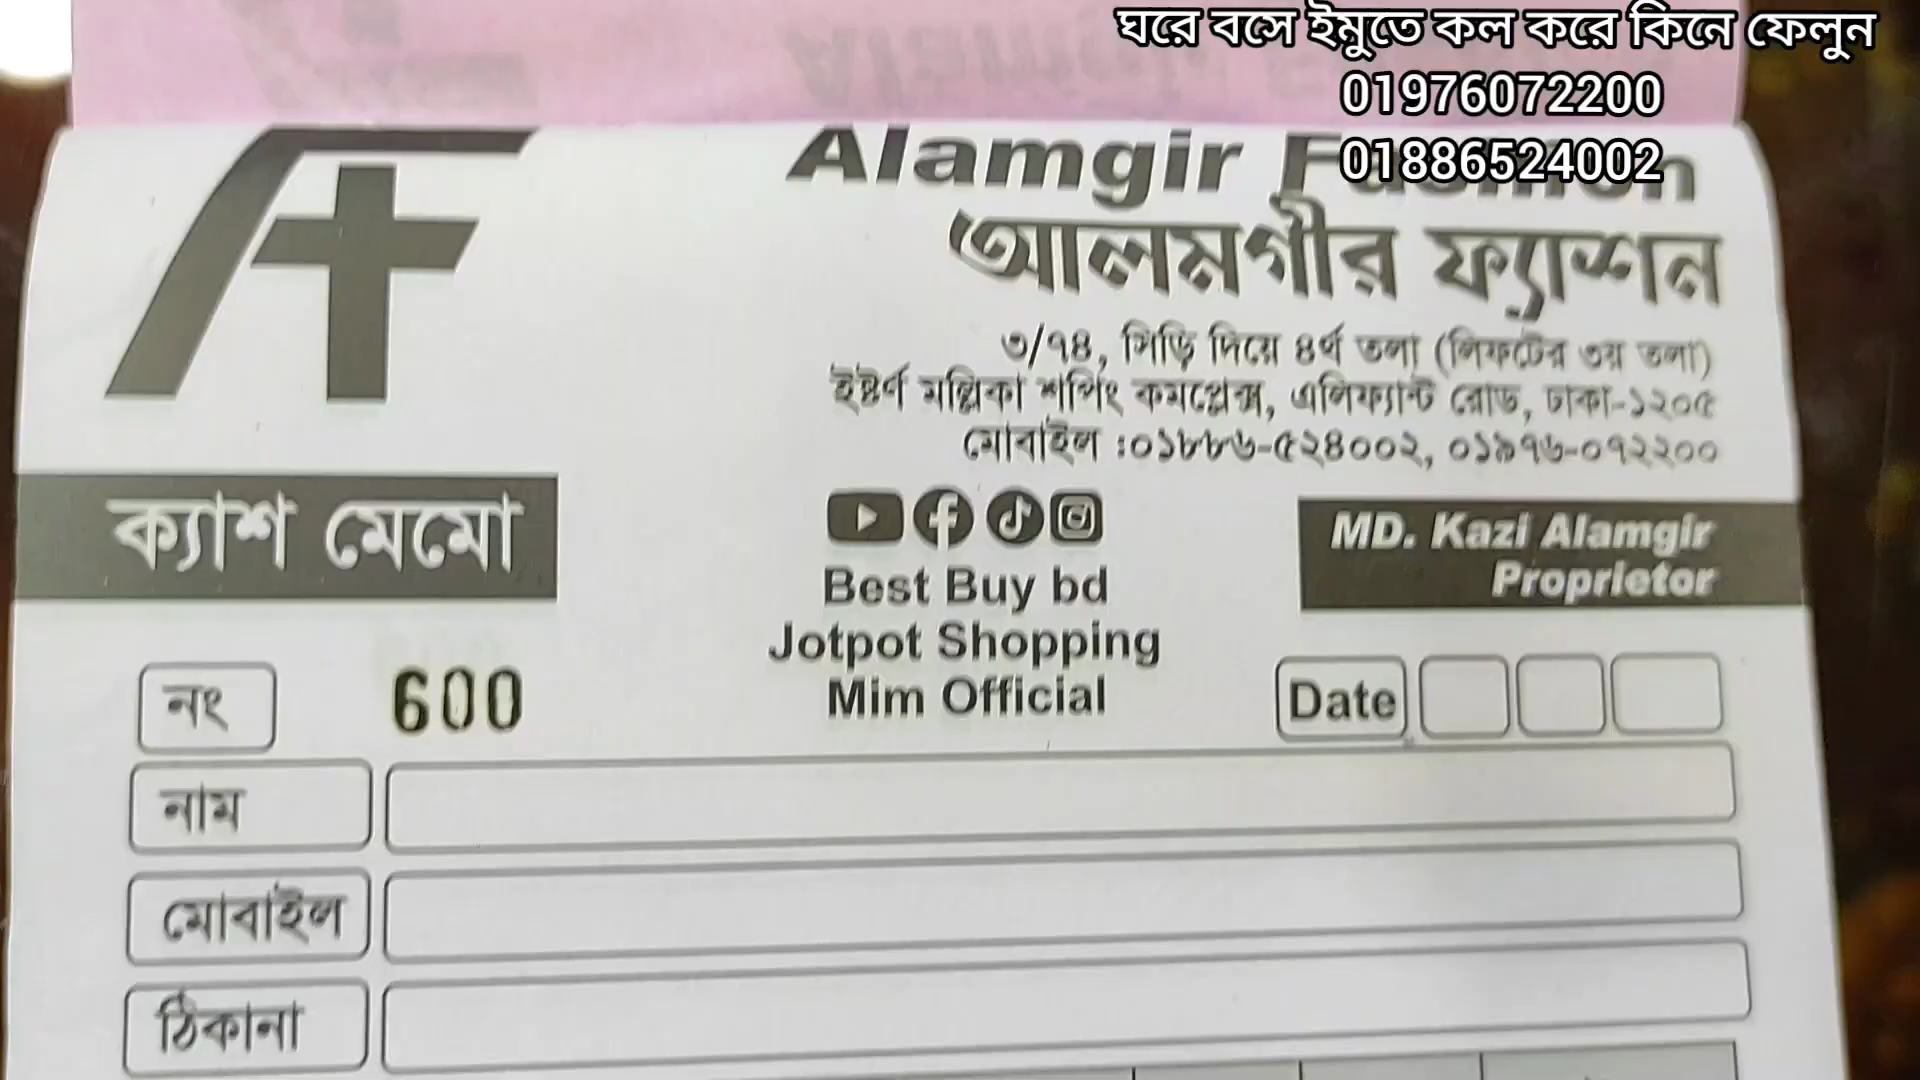 ঘরে বসে ইমুতে কল করে কিনে ফেলুন
01976072200
01886524002
Alamgir Fashion
আলমগীর ফ্যাশন
৩/৭৪, সিঁড়ি দিয়ে ৪র্থ তলা (লিফটের ৩য় তলা)
ইষ্টর্ণ মল্লিকা শপিং কমপ্লেক্স, এলিফ্যান্ট রোড, ঢাকা-১২০৫
মোবাইল :০১৮৮৬-৫২৪০০২, ০১৯৭৬-০৭২২০০
ক্যাশ মেমো
Best Buy bd
Jotpot Shopping
Mim Official
MD. Kazi Alamgir
Proprietor
নং 600
Date
নাম
মোবাইল
ঠিকানা